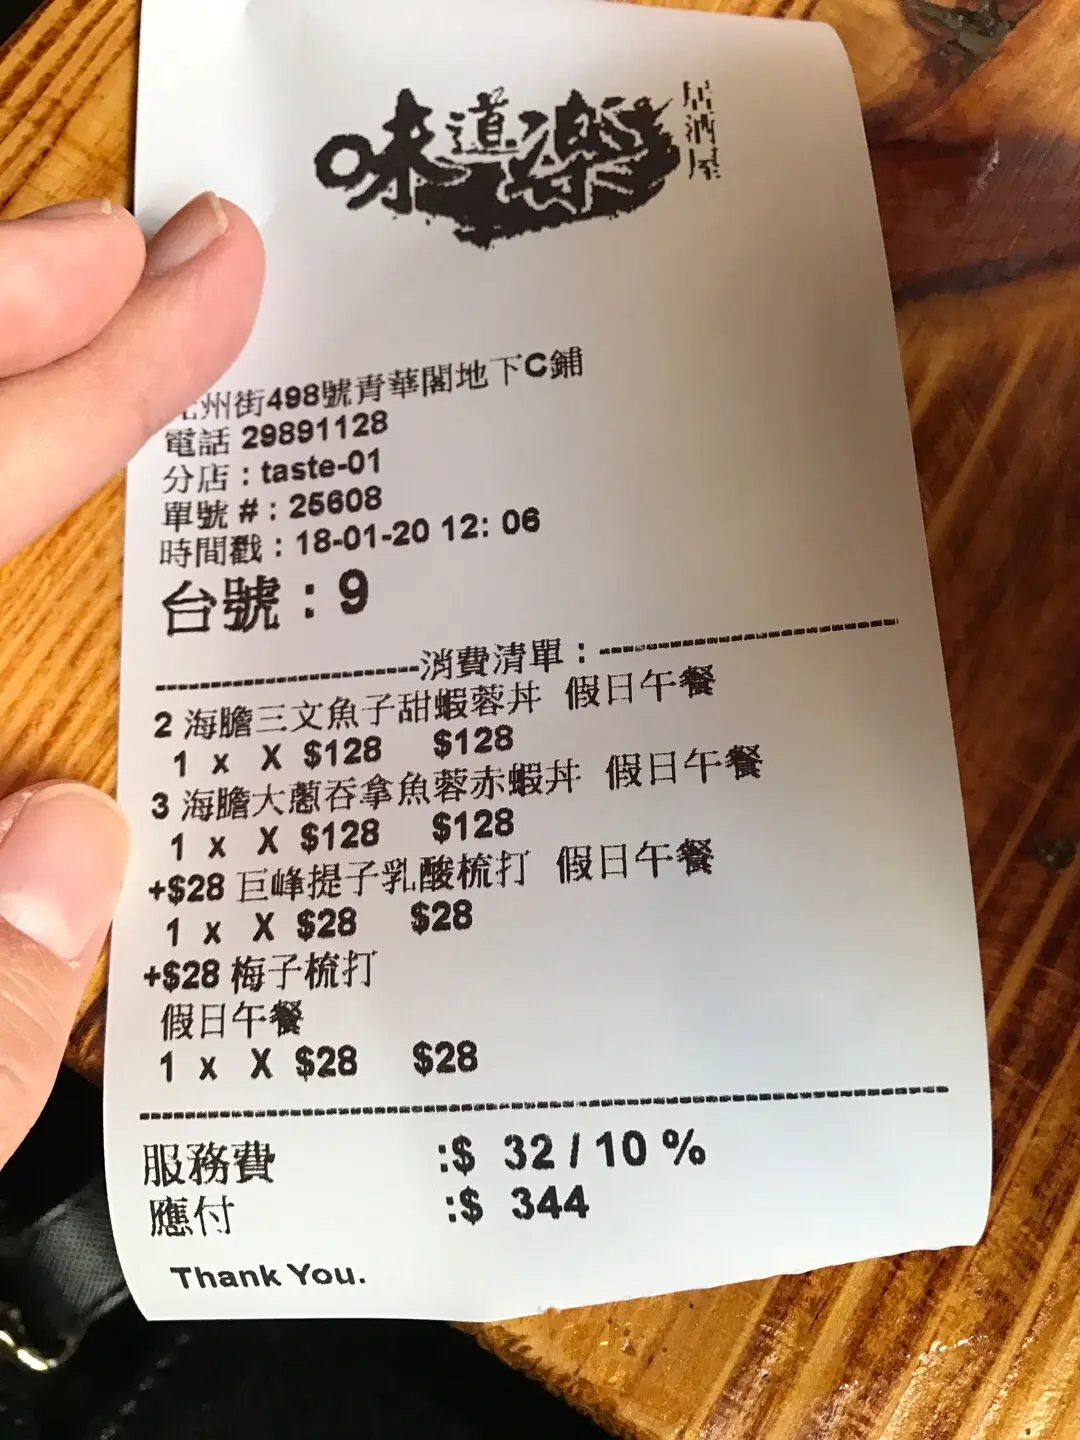 味道樂
居酒屋
州街498號青華閣地下C鋪
電話 29891128
分店：taste-01
單號 #：25608
時間戳：18-01-20 12: 06
台號：9
----------------------消費清單：-------------------------
2 海膽三文魚子甜蝦蓉丼 假日午餐
1 x X $128 $128
3 海膽大蔥吞拿魚蓉赤蝦丼 假日午餐
1 x X $128 $128
+$28 巨峰提子乳酸梳打 假日午餐
1 x X $28 $28
+$28 梅子梳打
假日午餐
1 x X $28 $28
------------------------------------------------------------
服務費 :$ 32 / 10 %
應付 :$ 344
Thank You.